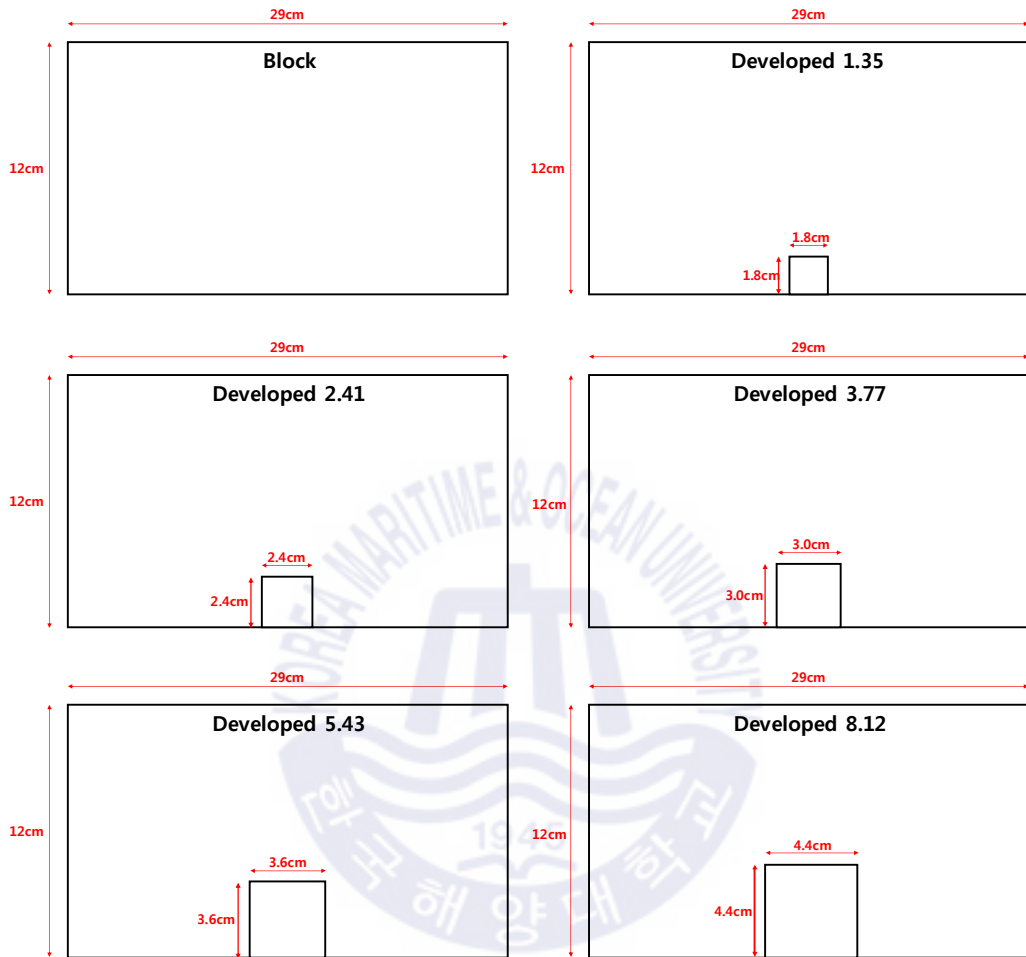 29cm
29cm
Block
Developed 1.35
12cm
12cm
1.8cm
1.8cm
29cm
29cm
Developed 2.41
Developed 3.77
12cm
12cm
2.4cm
2.4cm
3.0cm
3.0cm
29cm
29cm
Developed 5.43
Developed 8.12
12cm
12cm
3.6cm
3.6cm
4.4cm
4.4cm
KOREA MARITIME & OCEAN UNIVERSITY
1945
한국해양대학교